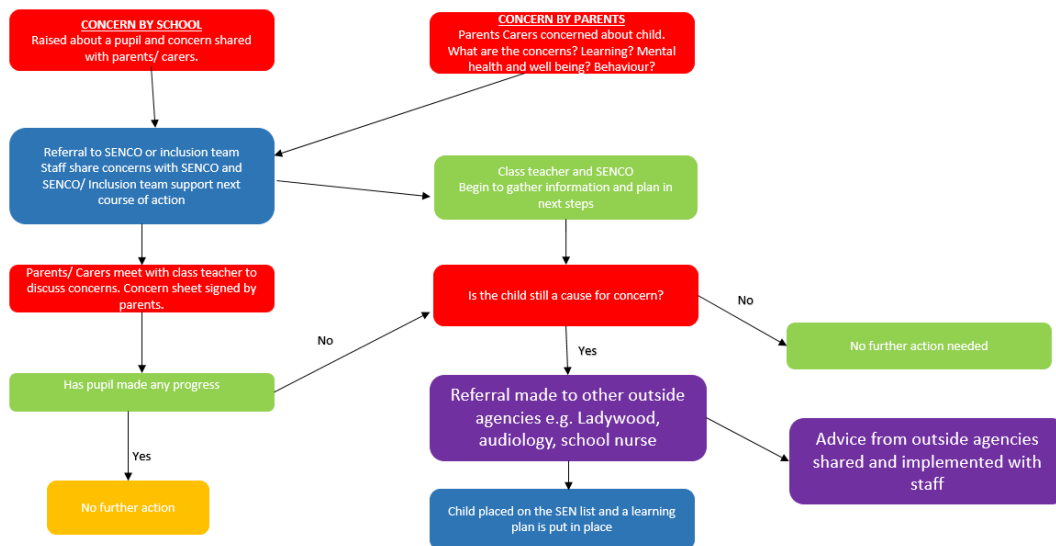 CONCERN BY SCHOOL
Raised about a pupil and concern shared
with parents/ carers.
CONCERN BY PARENTS
Parents Carers concerned about child.
What are the concerns? Learning? Mental
health and well being? Behaviour?
Referral to SENCO or inclusion team
Staff share concerns with SENCO and
SENCO/ Inclusion team support next
course of action
Class teacher and SENCO
Begin to gather information and plan in
next steps
Parents/ Carers meet with class teacher to
discuss concerns. Concern sheet signed by
parents.
Is the child still a cause for concern?
No
No
No further action needed
Yes
Has pupil made any progress
Referral made to other outside
agencies e.g. Ladywood,
audiology, school nurse
Advice from outside agencies
shared and implemented with
staff
Yes
No further action
Child placed on the SEN list and a learning
plan is put in place